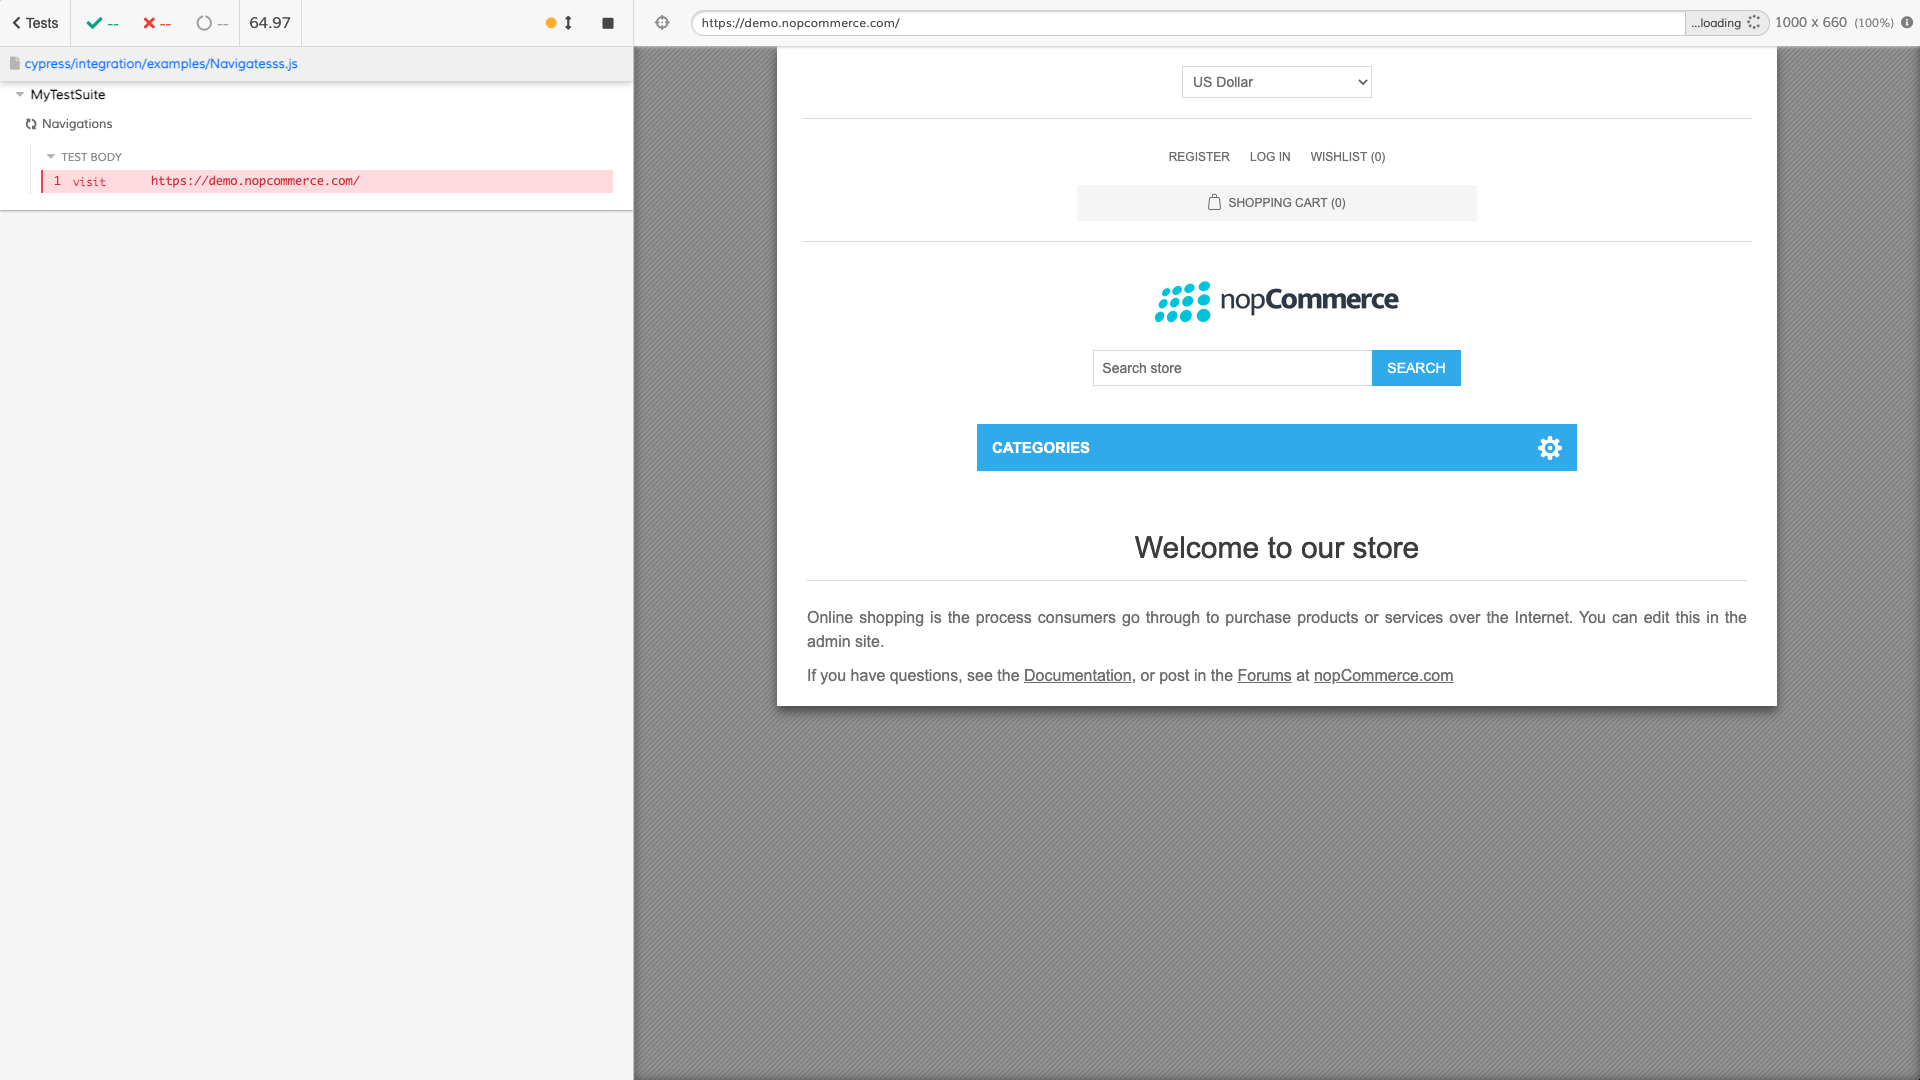 Tests -- -- -- 64.97
https://demo.nopcommerce.com/ ...loading 1000 x 660 (100%)
cypress/integration/examples/Navigatesss.js
MyTestSuite
Navigations
TEST BODY
1 visit https://demo.nopcommerce.com/
US Dollar
REGISTER LOG IN WISHLIST (0)
SHOPPING CART (0)
nopCommerce
Search store SEARCH
CATEGORIES
Welcome to our store
Online shopping is the process consumers go through to purchase products or services over the Internet. You can edit this in the
admin site.
If you have questions, see the Documentation, or post in the Forums at nopCommerce.com